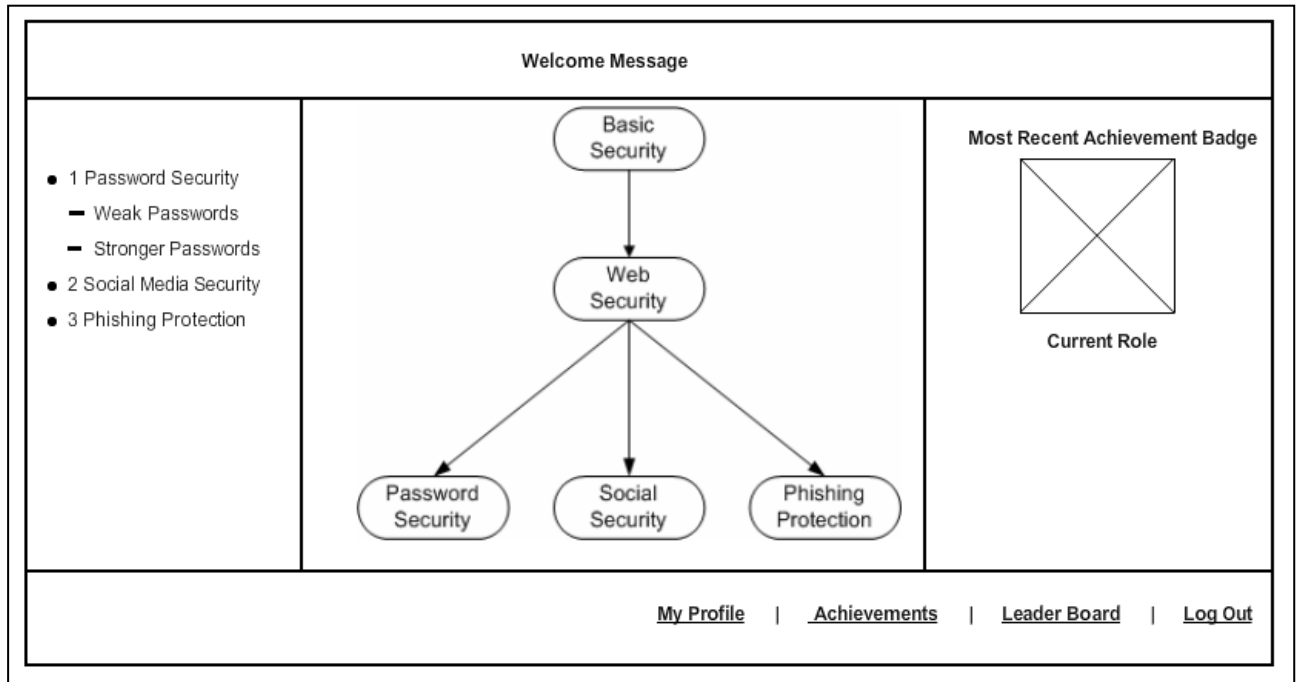 Welcome Message
1 Password Security
Weak Passwords
Stronger Passwords
2 Social Media Security
3 Phishing Protection
Basic
Security
Web
Security
Password
Security
Social
Security
Phishing
Protection
Most Recent Achievement Badge
Current Role
My Profile | Achievements | Leader Board | Log Out